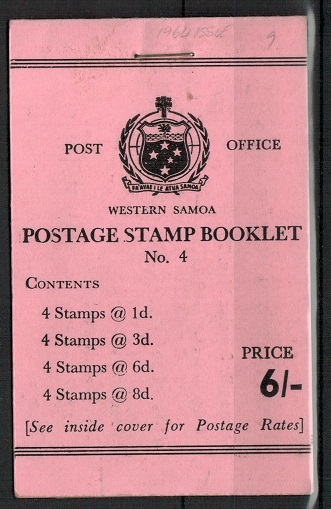 1964 ISSUE 9.
POST OFFICE
FA'AVAE I LE ATUA SAMOA
WESTERN SAMOA
POSTAGE STAMP BOOKLET
No. 4
CONTENTS
4 Stamps @ 1d.
4 Stamps @ 3d.
4 Stamps @ 6d.
4 Stamps @ 8d.
PRICE
6/-
[See inside cover for Postage Rates]